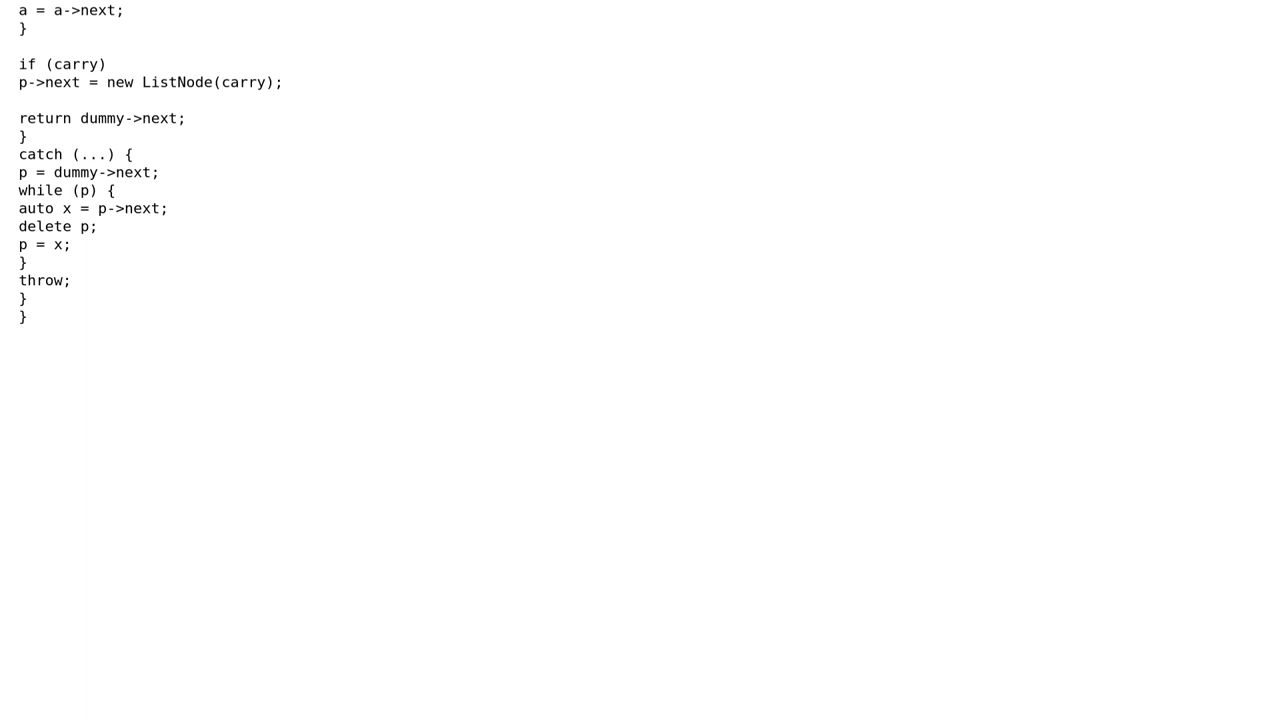 a = a->next;
}
if (carry)
p->next = new ListNode(carry);
return dummy->next;
}
catch (...) {
p = dummy->next;
while (p) {
auto x = p->next;
delete p;
p = x;
}
throw;
}
}